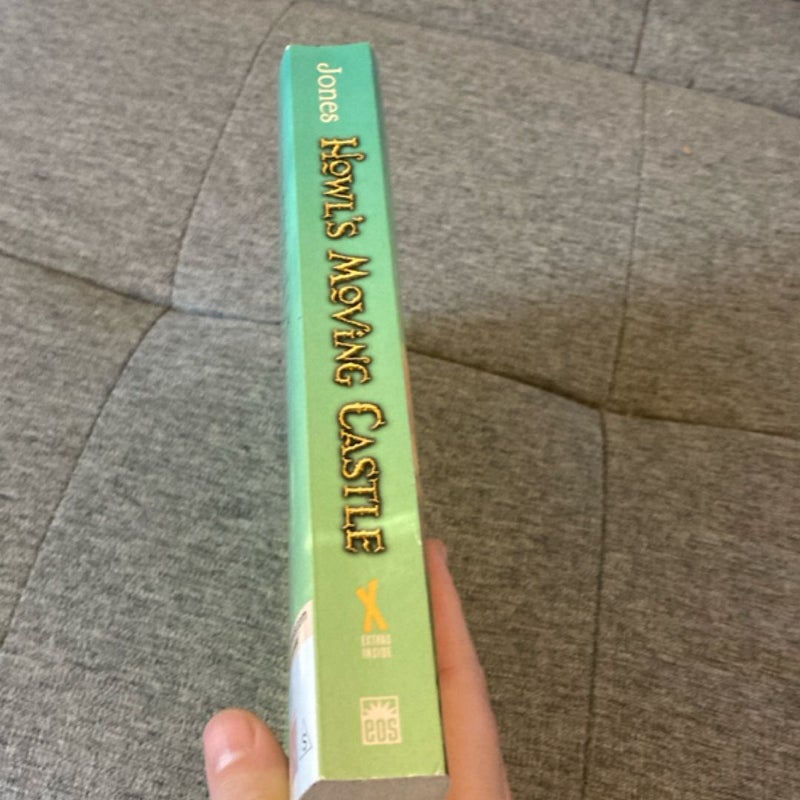 Jones
HOWL'S MOVING CASTLE
X
EXTRAS
INSIDE
eos